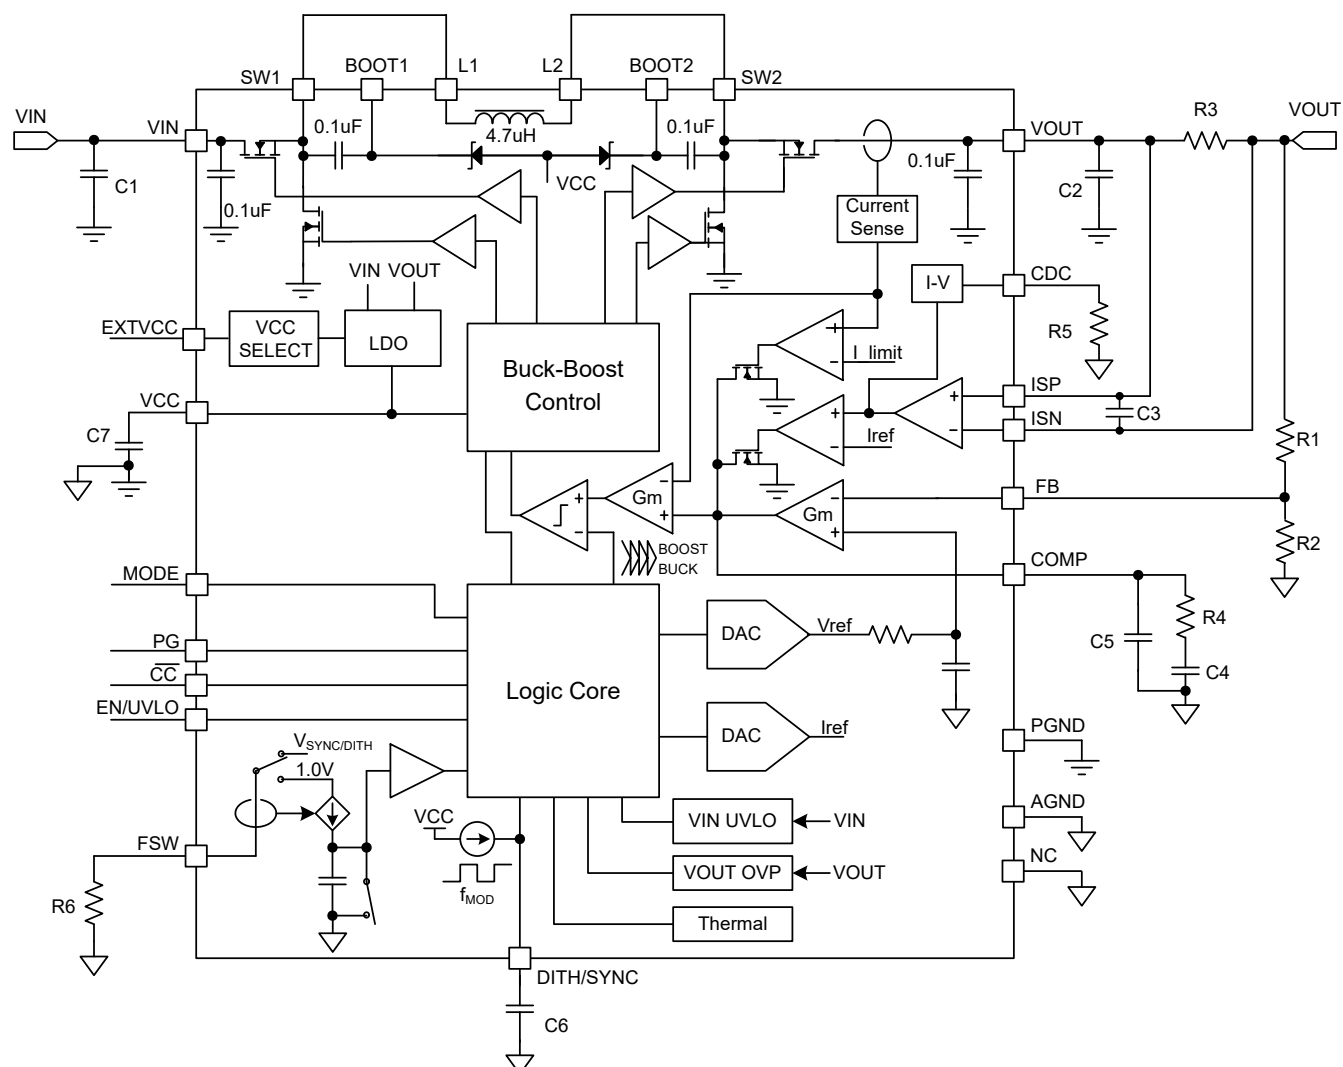 SW1
BOOT1
L1
L2
BOOT2
SW2
VIN
VIN
0.1uF
4.7uH
0.1uF
VOUT
R3
VOUT
C1
0.1uF
VCC
0.1uF
C2
Current
Sense
VIN
VOUT
I-V
CDC
EXTVCC
VCC
SELECT
LDO
Buck-Boost
Control
+
−
I_limit
R5
VCC
C7
+
−
Iref
+
−
ISP
ISN
C3
R1
+
−
Gm
−
+
Gm
−
+
FB
R2
BOOST
BUCK
COMP
MODE
PG
CC
EN/UVLO
Logic Core
DAC
Vref
C5
R4
C4
DAC
Iref
PGND
VSYNC/DITH
1.0V
AGND
FSW
R6
VCC
fMOD
VIN UVLO
VIN
VOUT OVP
VOUT
Thermal
NC
DITH/SYNC
C6